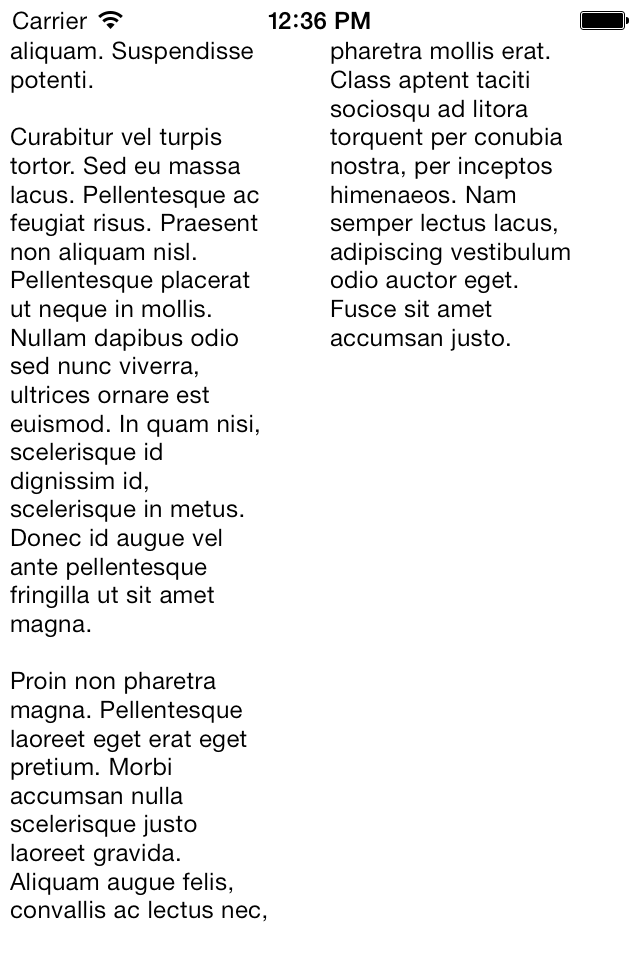 Carrier 12:36 PM
aliquam. Suspendisse
potenti.
Curabitur vel turpis
tortor. Sed eu massa
lacus. Pellentesque ac
feugiat risus. Praesent
non aliquam nisl.
Pellentesque placerat
ut neque in mollis.
Nullam dapibus odio
sed nunc viverra,
ultrices ornare est
euismod. In quam nisi,
scelerisque id
dignissim id,
scelerisque in metus.
Donec id augue vel
ante pellentesque
fringilla ut sit amet
magna.
Proin non pharetra
magna. Pellentesque
laoreet eget erat eget
pretium. Morbi
accumsan nulla
scelerisque justo
laoreet gravida.
Aliquam augue felis,
convallis ac lectus nec,
pharetra mollis erat.
Class aptent taciti
sociosqu ad litora
torquent per conubia
nostra, per inceptos
himenaeos. Nam
semper lectus lacus,
adipiscing vestibulum
odio auctor eget.
Fusce sit amet
accumsan justo.